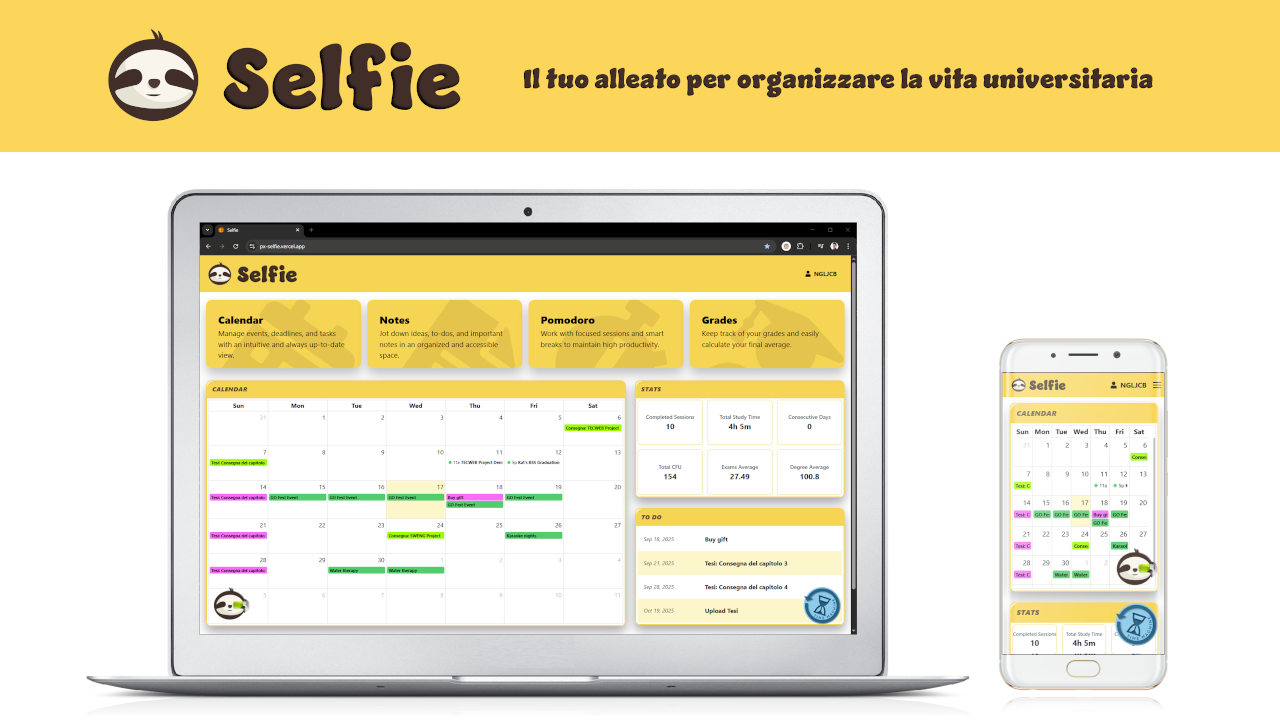 Selfie
Il tuo alleato per organizzare la vita universitaria
Selfie
px-selfie.vercel.app
Selfie
NGLJCB
Calendar
Manage events, deadlines, and tasks
with an intuitive and always up-to-date
view.
Notes
Jot down ideas, to-dos, and important
notes in an organized and accessible
space.
Pomodoro
Work with focused sessions and smart
breaks to maintain high productivity.
Grades
Keep track of your grades and easily
calculate your final average.
CALENDAR
Sun Mon Tue Wed Thu Fri Sat
31 1 2 3 4 5 6
Consegna: TECWEB Project
7 8 9 10 11 12 13
Tesi: Consegna del capitolo
11a TECWEB Project Dem
5p Kat's BSS Graduation
14 15 16 17 18 19 20
Tesi: Consegna del capitolo
GO Fest Event
GO Fest Event
GO Fest Event
Buy gift
GO Fest Event
GO Fest Event
21 22 23 24 25 26 27
Tesi: Consegna del capitolo
Consegna: SWENG Project
Karaoke nights
28 29 30 1 2 3 4
Tesi: Consegna del capitolo
Water therapy
Water therapy
5 6 7 8 9 10 11
STATS
Completed Sessions
10
Total Study Time
4h 5m
Consecutive Days
0
Total CFU
154
Exams Average
27.49
Degree Average
100.8
TO DO
Sep 18, 2025 Buy gift
Sep 21, 2025 Tesi: Consegna del capitolo 3
Sep 28, 2025 Tesi: Consegna del capitolo 4
Oct 19, 2025 Upload Tesi
Selfie
NGLJCB
CALENDAR
Sun Mon Tue Wed Thu Fri Sat
31 1 2 3 4 5 6
Conse
7 8 9 10 11 12 13
Tesi: C
11a
5p
14 15 16 17 18 19 20
Tesi: C
GO Fe
GO Fe
GO Fe
Buy gi
GO Fe
GO Fe
21 22 23 24 25 26 27
Tesi: C
Conse
Karaok
28 29 30 1 2
Tesi: C
Water
Water
STATS
Completed Sessions
10
Total Study Time
4h 5m